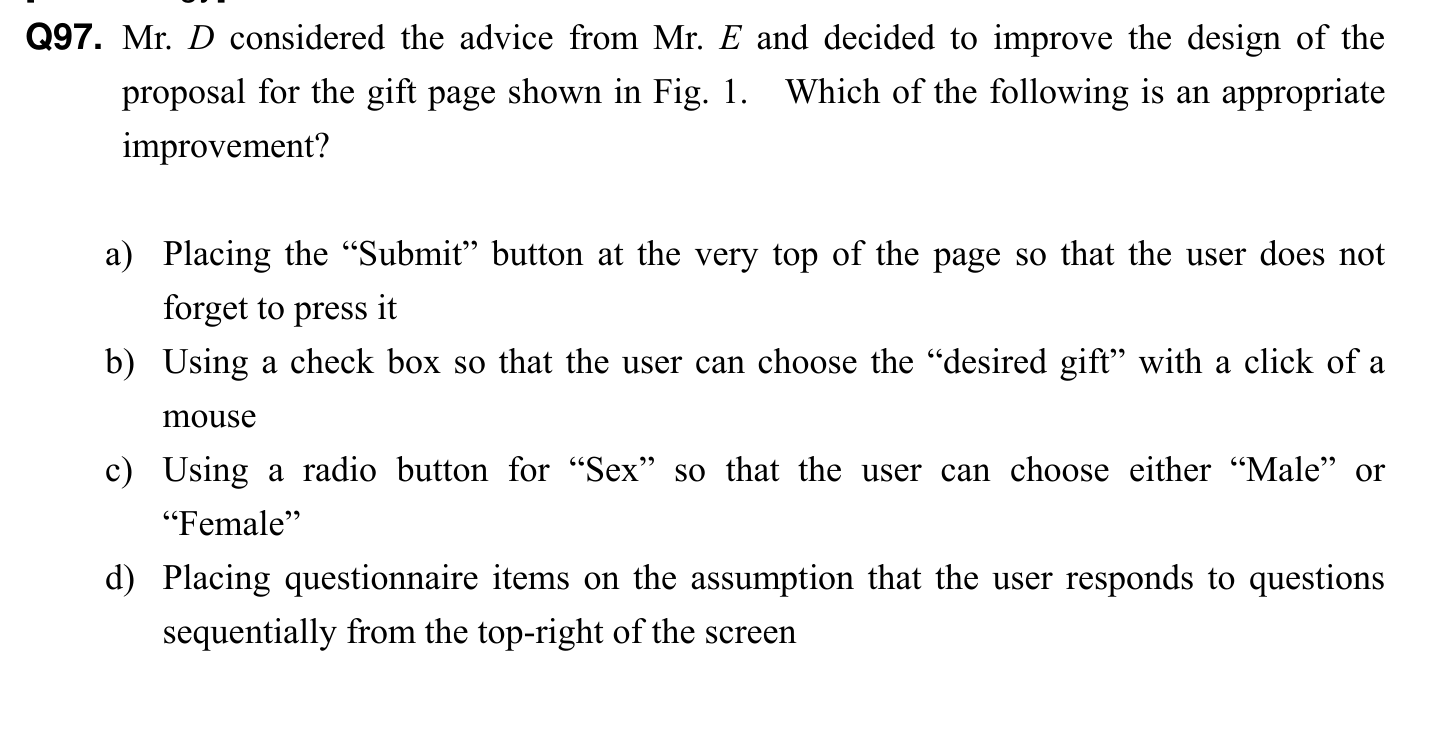 Q97. Mr. D considered the advice from Mr. E and decided to improve the design of the
proposal for the gift page shown in Fig. 1. Which of the following is an appropriate
improvement?
a) Placing the “Submit” button at the very top of the page so that the user does not
forget to press it
b) Using a check box so that the user can choose the “desired gift” with a click of a
mouse
c) Using a radio button for “Sex” so that the user can choose either “Male” or
“Female”
d) Placing questionnaire items on the assumption that the user responds to questions
sequentially from the top-right of the screen